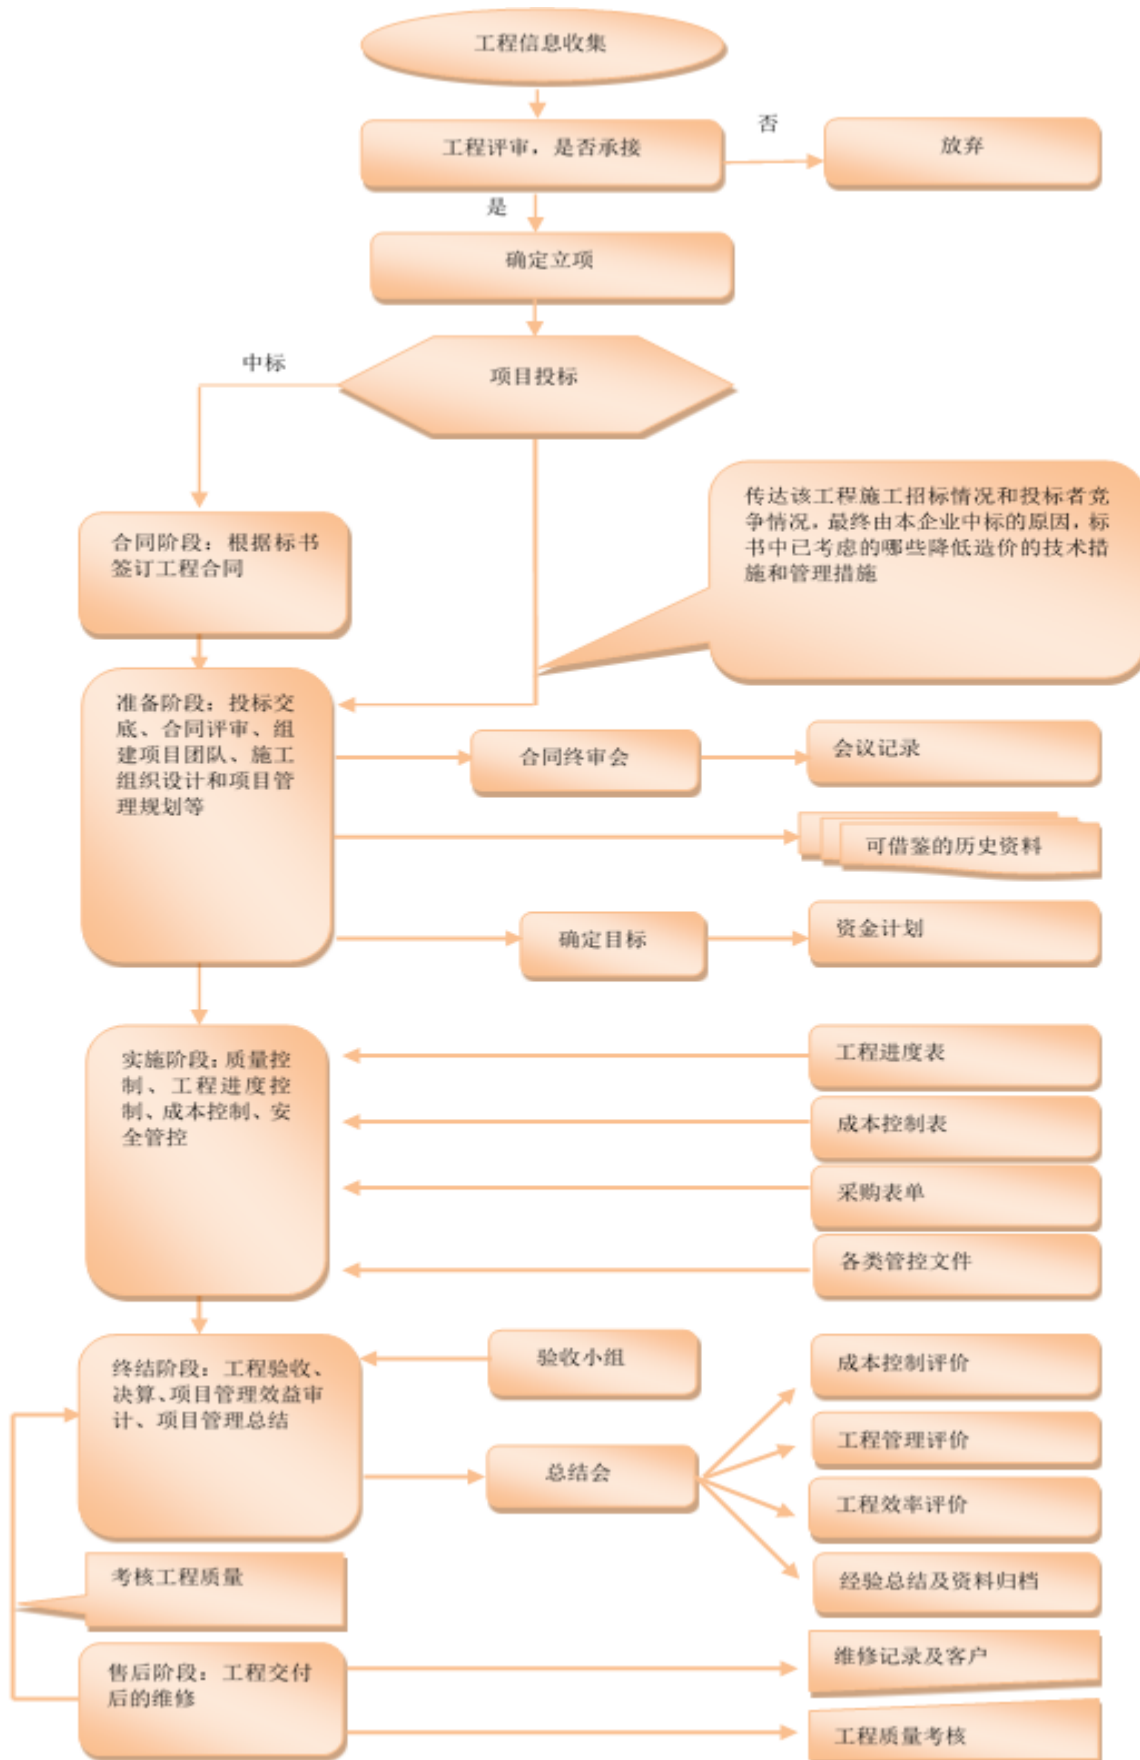 工程信息收集
工程评审，是否承接
否
放弃
是
确定立项
中标
项目投标
传达该工程施工招标情况和投标者竞
争情况，最终由本企业中标的原因，标
书中已考虑的哪些降低造价的技术措
施和管理措施
合同阶段：根据标书
签订工程合同
准备阶段：投标交
底、合同评审、组
建项目团队、施工
组织设计和项目管
理规划等
合同终审会
会议记录
可借鉴的历史资料
确定目标
资金计划
实施阶段：质量控
制、工程进度控
制、成本控制、安
全管控
工程进度表
成本控制表
采购表单
各类管控文件
终结阶段：工程验收、
决算、项目管理效益审
计、项目管理总结
验收小组
总结会
成本控制评价
工程管理评价
工程效率评价
经验总结及资料归档
考核工程质量
售后阶段：工程交付
后的维修
维修记录及客户
工程质量考核